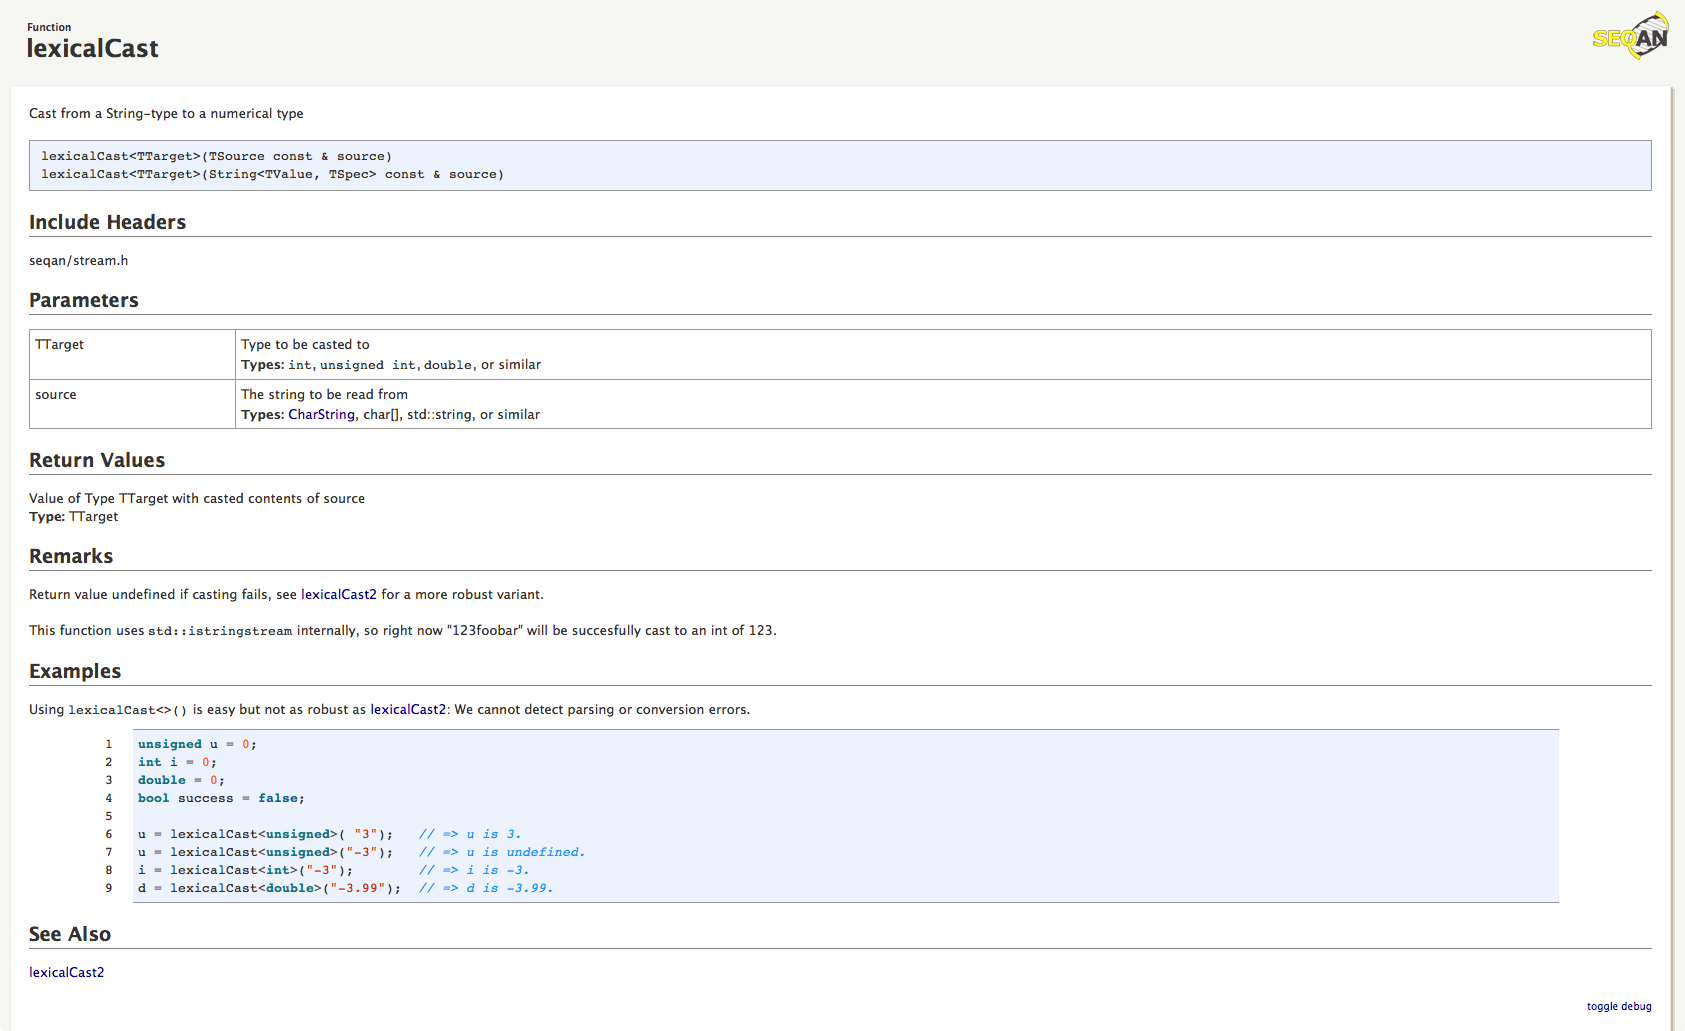 Function
lexicalCast
SEQAN
Cast from a String-type to a numerical type
lexicalCast<TTarget>(TSource const & source)
lexicalCast<TTarget>(String<TValue, TSpec> const & source)
Include Headers
seqan/stream.h
Parameters
TTarget
Type to be casted to
Types: int, unsigned int, double, or similar
source
The string to be read from
Types: CharString, char[], std::string, or similar
Return Values
Value of Type TTarget with casted contents of source
Type: TTarget
Remarks
Return value undefined if casting fails, see lexicalCast2 for a more robust variant.
This function uses std::istringstream internally, so right now "123foobar" will be succesfully cast to an int of 123.
Examples
Using lexicalCast<>() is easy but not as robust as lexicalCast2: We cannot detect parsing or conversion errors.
1 unsigned u = 0;
2 int i = 0;
3 double = 0;
4 bool success = false;
5
6 u = lexicalCast<unsigned>( "3"); // => u is 3.
7 u = lexicalCast<unsigned>("-3"); // => u is undefined.
8 i = lexicalCast<int>("-3"); // => i is -3.
9 d = lexicalCast<double>("-3.99"); // => d is -3.99.
See Also
lexicalCast2
toggle debug